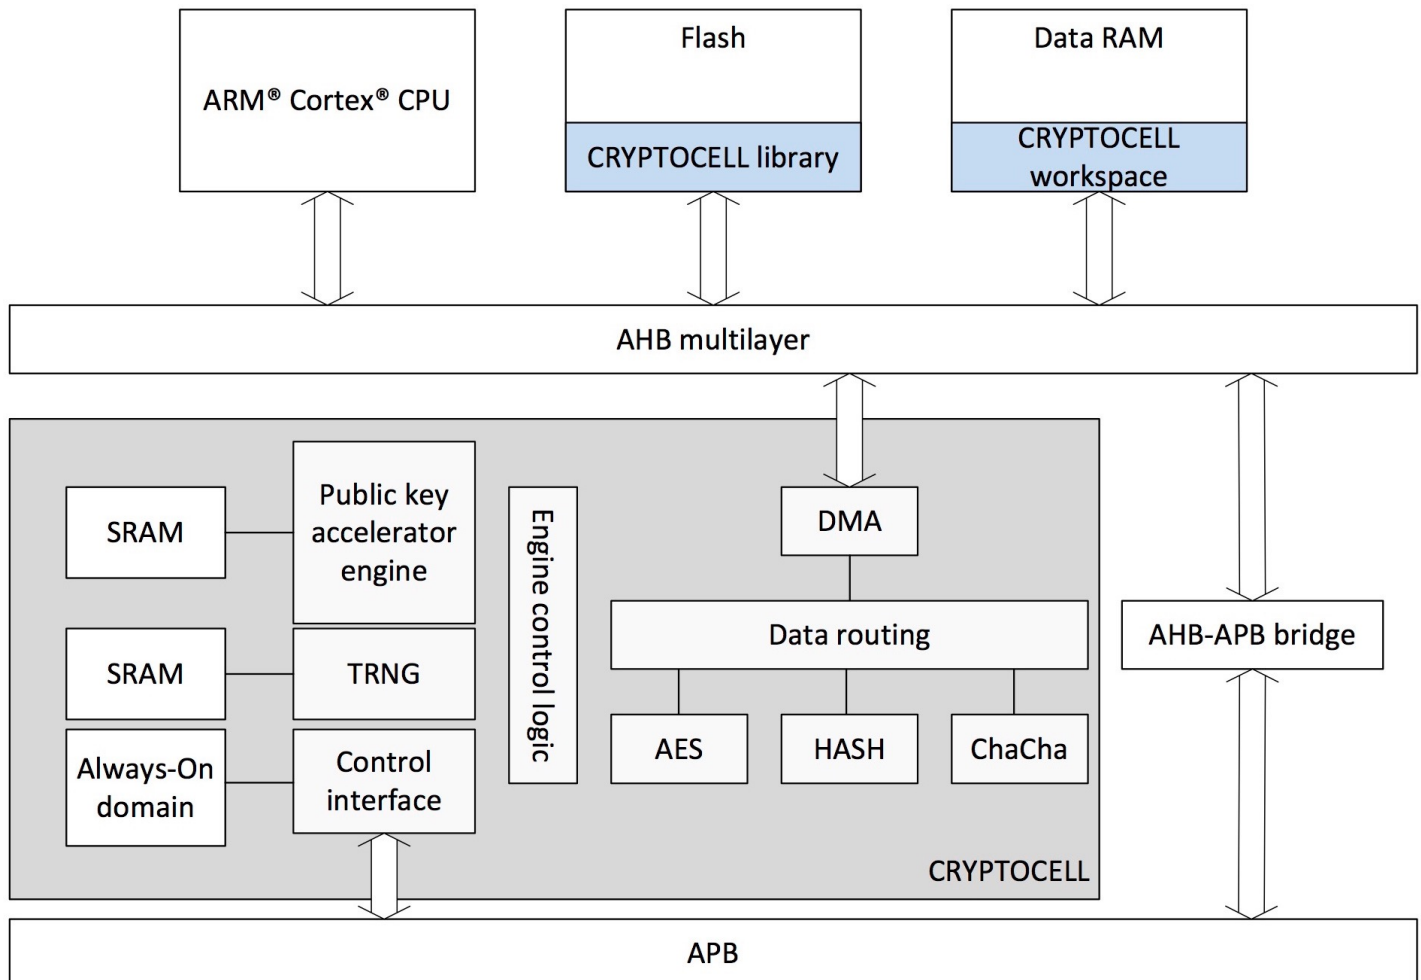 ARM® Cortex® CPU
Flash
CRYPTOCELL library
Data RAM
CRYPTOCELL
workspace
AHB multilayer
SRAM
Public key
accelerator
engine
SRAM
TRNG
Always-On
domain
Control
interface
Engine control logic
DMA
Data routing
AES
HASH
ChaCha
CRYPTOCELL
AHB-APB bridge
APB